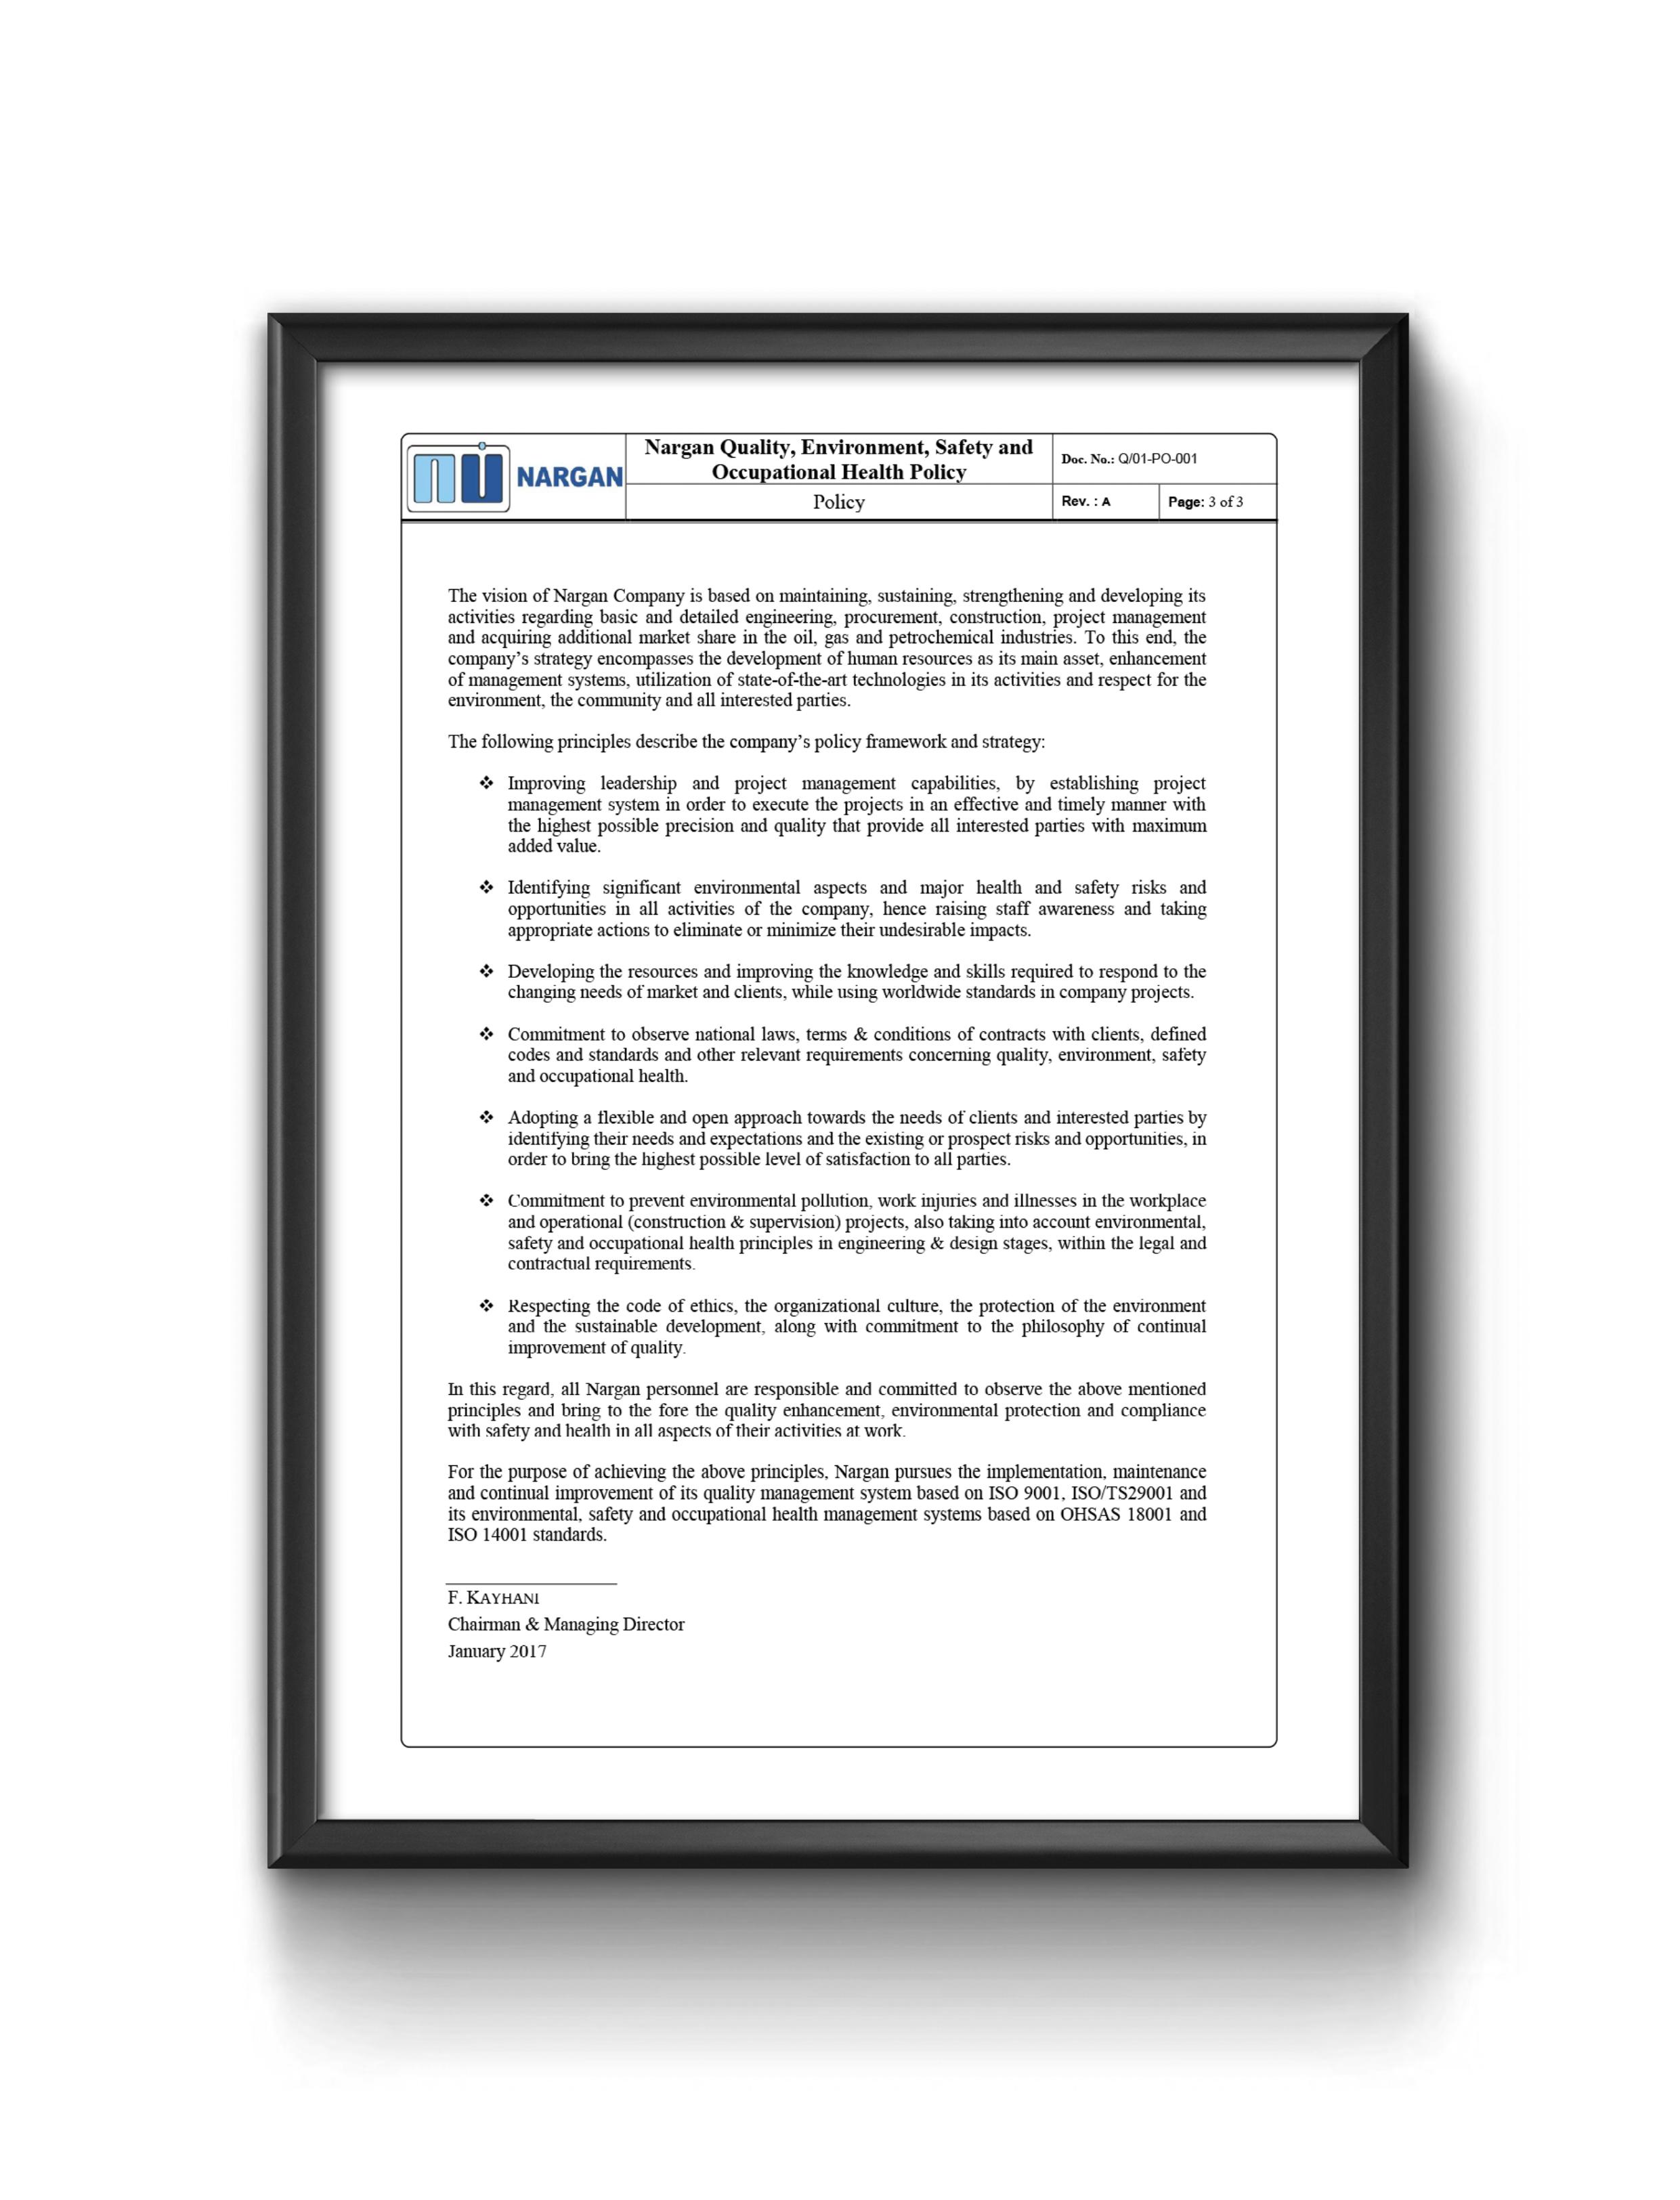 NARGAN
Nargan Quality, Environment, Safety and
Occupational Health Policy
Policy
Doc. No.: Q/01-PO-001
Rev. : A
Page: 3 of 3
The vision of Nargan Company is based on maintaining, sustaining, strengthening and developing its
activities regarding basic and detailed engineering, procurement, construction, project management
and acquiring additional market share in the oil, gas and petrochemical industries. To this end, the
company’s strategy encompasses the development of human resources as its main asset, enhancement
of management systems, utilization of state-of-the-art technologies in its activities and respect for the
environment, the community and all interested parties.
The following principles describe the company’s policy framework and strategy:
❖ Improving leadership and project management capabilities, by establishing project
management system in order to execute the projects in an effective and timely manner with
the highest possible precision and quality that provide all interested parties with maximum
added value.
❖ Identifying significant environmental aspects and major health and safety risks and
opportunities in all activities of the company, hence raising staff awareness and taking
appropriate actions to eliminate or minimize their undesirable impacts.
❖ Developing the resources and improving the knowledge and skills required to respond to the
changing needs of market and clients, while using worldwide standards in company projects.
❖ Commitment to observe national laws, terms & conditions of contracts with clients, defined
codes and standards and other relevant requirements concerning quality, environment, safety
and occupational health.
❖ Adopting a flexible and open approach towards the needs of clients and interested parties by
identifying their needs and expectations and the existing or prospect risks and opportunities, in
order to bring the highest possible level of satisfaction to all parties.
❖ Commitment to prevent environmental pollution, work injuries and illnesses in the workplace
and operational (construction & supervision) projects, also taking into account environmental,
safety and occupational health principles in engineering & design stages, within the legal and
contractual requirements.
❖ Respecting the code of ethics, the organizational culture, the protection of the environment
and the sustainable development, along with commitment to the philosophy of continual
improvement of quality.
In this regard, all Nargan personnel are responsible and committed to observe the above mentioned
principles and bring to the fore the quality enhancement, environmental protection and compliance
with safety and health in all aspects of their activities at work.
For the purpose of achieving the above principles, Nargan pursues the implementation, maintenance
and continual improvement of its quality management system based on ISO 9001, ISO/TS29001 and
its environmental, safety and occupational health management systems based on OHSAS 18001 and
ISO 14001 standards.
F. KAYHANI
Chairman & Managing Director
January 2017